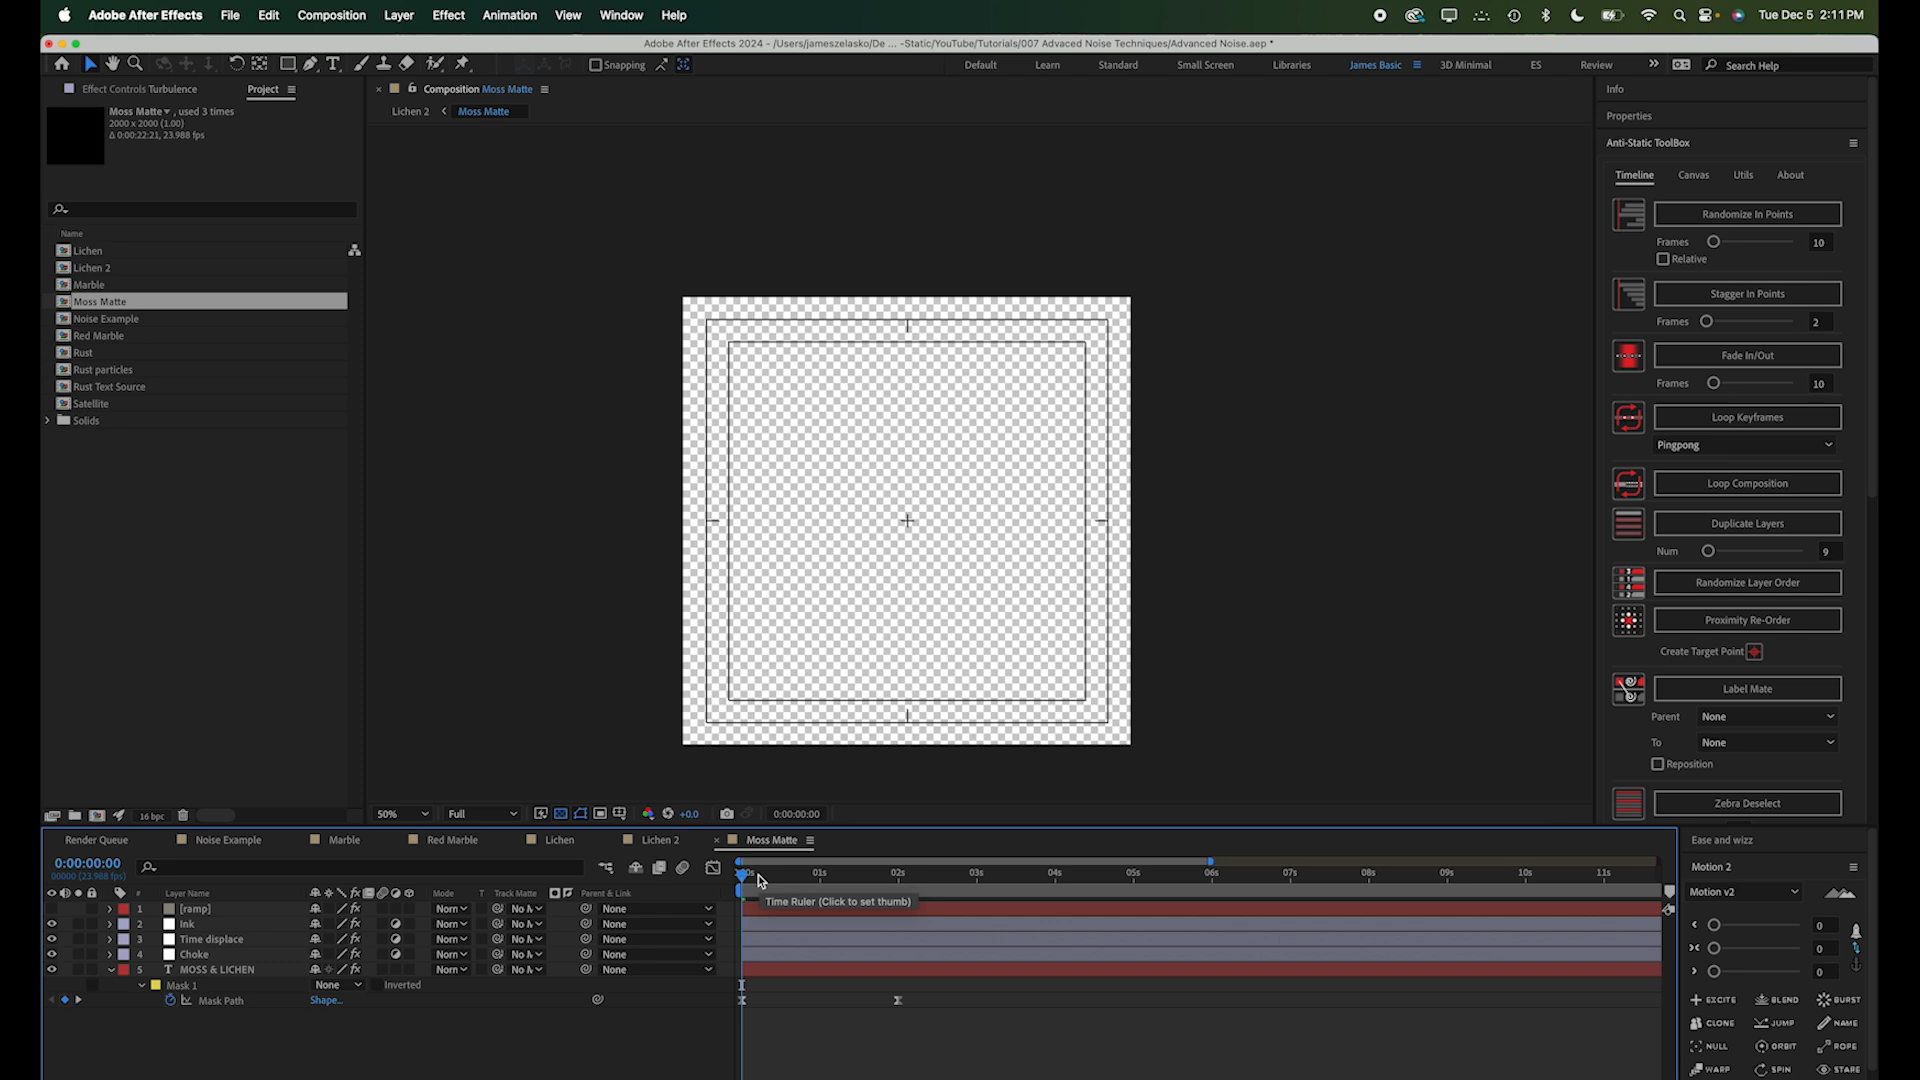 Adobe After Effects File Edit Composition Layer Effect Animation View Window Help Tue Dec 5 2:11 PM
Adobe After Effects 2024 - /Users/jameszelasko/De ... -Static/YouTube/Tutorials/007 Advaced Noise Techniques/Advanced Noise.aep *
Snapping Default Learn Standard Small Screen Libraries James Basic 3D Minimal ES Review Search Help
Effect Controls Turbulence Project
Composition Moss Matte
Info
Moss Matte, used 3 times
2000 x 2000 (1.00)
Δ 0:00:22:21, 23.988 fps
Lichen 2 Moss Matte
Properties
Anti-Static ToolBox
Timeline Canvas Utils About
Randomize In Points
Frames 10
Relative
Stagger In Points
Frames 2
Fade In/Out
Frames 10
Loop Keyframes
Pingpong
Loop Composition
Duplicate Layers
Num 9
Randomize Layer Order
Proximity Re-Order
Create Target Point
Label Mate
Parent None
To None
Reposition
Zebra Deselect
Name
Lichen
Lichen 2
Marble
Moss Matte
Noise Example
Red Marble
Rust
Rust particles
Rust Text Source
Satellite
Solids
16 bpc
50% Full +0.0 0:00:00:00
Render Queue Noise Example Marble Red Marble Lichen Lichen 2 Moss Matte
0:00:00:00
00000 (23.988 fps)
01s 02s 03s 04s 05s 06s 07s 08s 09s 10s 11s
# Layer Name Mode T Track Matte Parent & Link
Time Ruler (Click to set thumb)
1 [ramp] Norm None
2 Ink Norm None
3 Time displace Norm None
4 Choke Norm None
5 T MOSS & LICHEN Norm None
Mask 1 None Inverted
Mask Path Shape...
Ease and wizz
Motion 2
Motion v2
0
0
0
EXCITE BLEND BURST
CLONE JUMP NAME
NULL ORBIT ROPE
WARP SPIN STARE